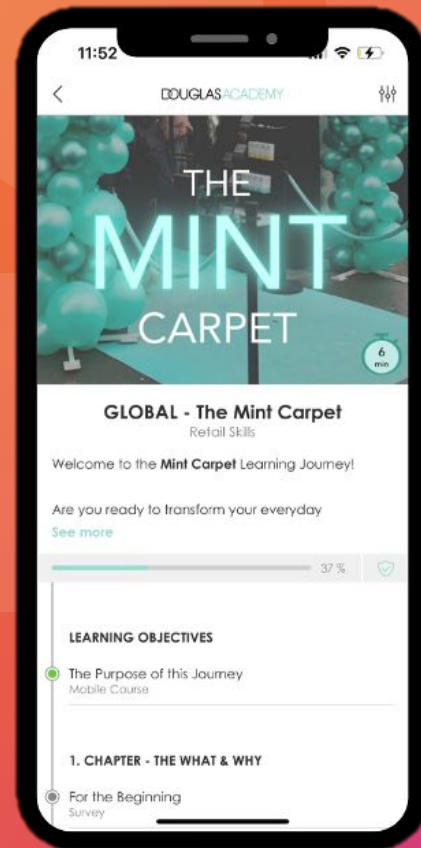 11:52
DOUGLAS ACADEMY
THE
MINT
CARPET
6
min
GLOBAL - The Mint Carpet
Retail Skills
Welcome to the Mint Carpet Learning Journey!
Are you ready to transform your everyday
See more
37 %
LEARNING OBJECTIVES
The Purpose of this Journey
Mobile Course
1. CHAPTER - THE WHAT & WHY
For the Beginning
Survey